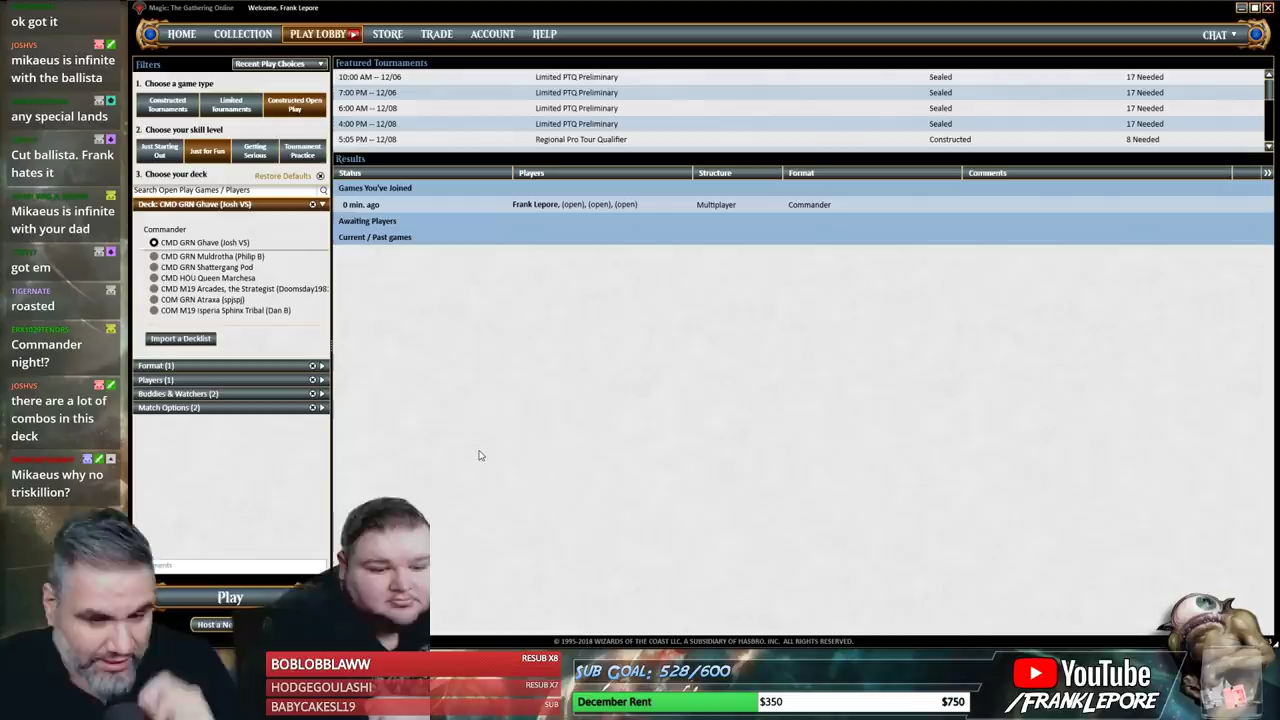 ok got it
JOSHVS
mikaeus is infinite
with the ballista
any special lands
Cut ballista. Frank
hates it
Mikaeus is infinite
with your dad
got em
TIGERNATE
roasted
Commander
night!?
JOSHVS
there are a lot of
combos in this
deck
Mikaeus why no
triskillion?
Magic: The Gathering Online
Welcome, Frank Lepore
HOME
COLLECTION
PLAY LOBBY
STORE
TRADE
ACCOUNT
HELP
CHAT
Filters
Recent Play Choices
1. Choose a game type
Constructed Tournaments
Limited Tournaments
Constructed Open Play
2. Choose your skill level
Just Starting Out
Just for Fun
Getting Serious
Tournament Practice
3. Choose your deck
Restore Defaults
Search Open Play Games / Players
Deck: CMD GRN Ghave (Josh VS)
Commander
CMD GRN Ghave (Josh VS)
CMD GRN Muldrotha (Philip B)
CMD GRN Shattergang Pod
CMD HOU Queen Marchesa
CMD M19 Arcades, the Strategist (Doomsday198
COM GRN Atraxa (spjspj)
COM M19 Isperia Sphinx Tribal (Dan B)
Import a Decklist
Format (1)
Players (1)
Buddies & Watchers (2)
Match Options (2)
Play
Featured Tournaments
10:00 AM -- 12/06 Limited PTQ Preliminary Sealed 17 Needed
7:00 PM -- 12/06 Limited PTQ Preliminary Sealed 17 Needed
6:00 AM -- 12/08 Limited PTQ Preliminary Sealed 17 Needed
4:00 PM -- 12/08 Limited PTQ Preliminary Sealed 17 Needed
5:05 PM -- 12/08 Regional Pro Tour Qualifier Constructed 8 Needed
Results
Status Players Structure Format Comments
Games You've Joined
0 min. ago Frank Lepore, (open), (open), (open) Multiplayer Commander
Awaiting Players
Current / Past games
© 1995-2018 WIZARDS OF THE COAST LLC, A SUBSIDIARY OF HASBRO, INC. ALL RIGHTS RESERVED.
BOBLOBBLAWW RESUB X8
HODGEGOULASHI RESUB X7
BABYCAKESL19 SUB
SUB GOAL: 528/600
December Rent $350 $750
YouTube
/FRANKLEPORE